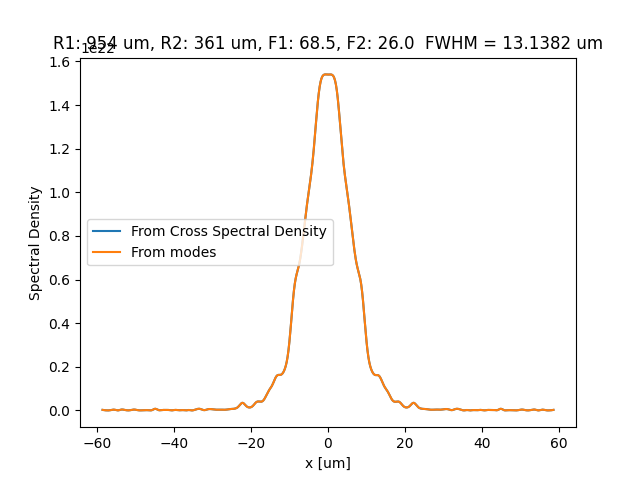 R1: 954 um, R2: 361 um, F1: 68.5, F2: 26.0 FWHM = 13.1382 um
1e22
1.6
1.4
1.2
1.0
0.8
0.6
0.4
0.2
0.0
Spectral Density
From Cross Spectral Density
From modes
−60 −40 −20 0 20 40 60
x [um]